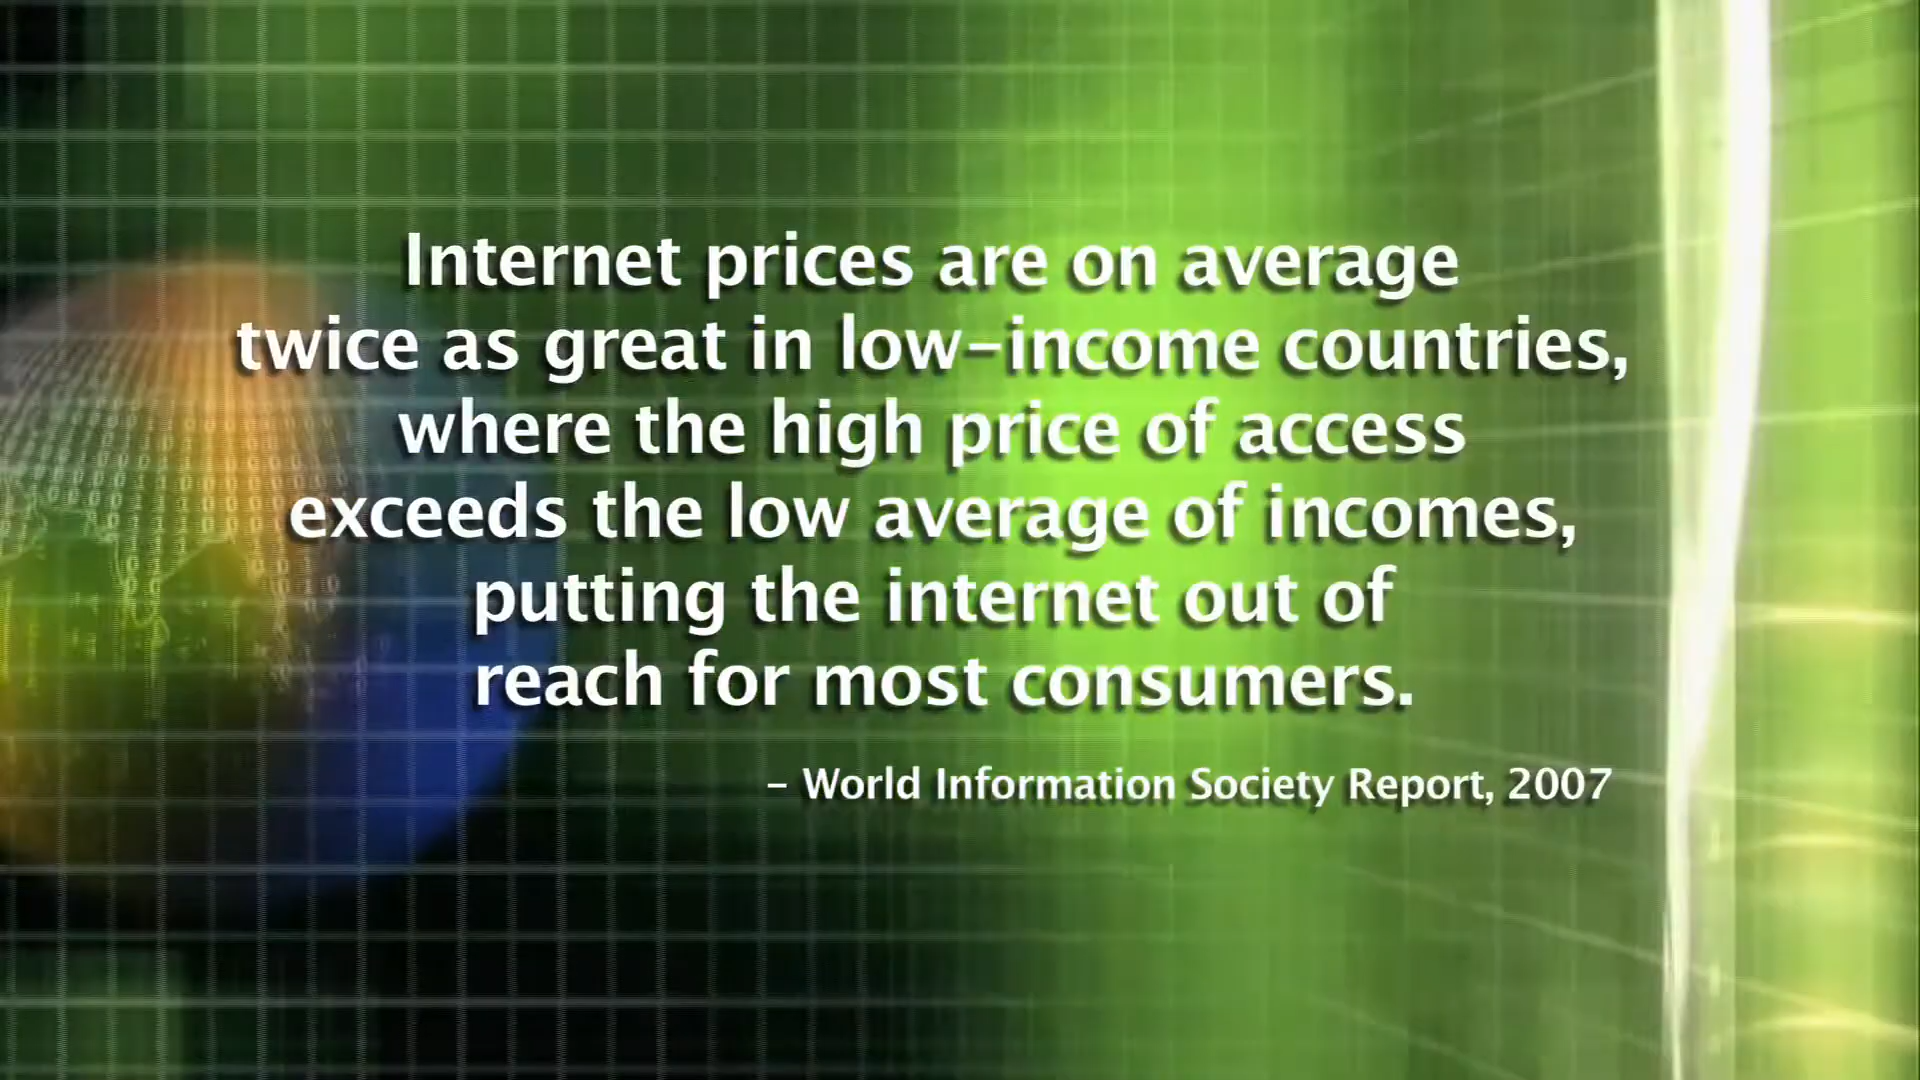 Internet prices are on average
twice as great in low-income countries,
where the high price of access
exceeds the low average of incomes,
putting the internet out of
reach for most consumers.
- World Information Society Report, 2007